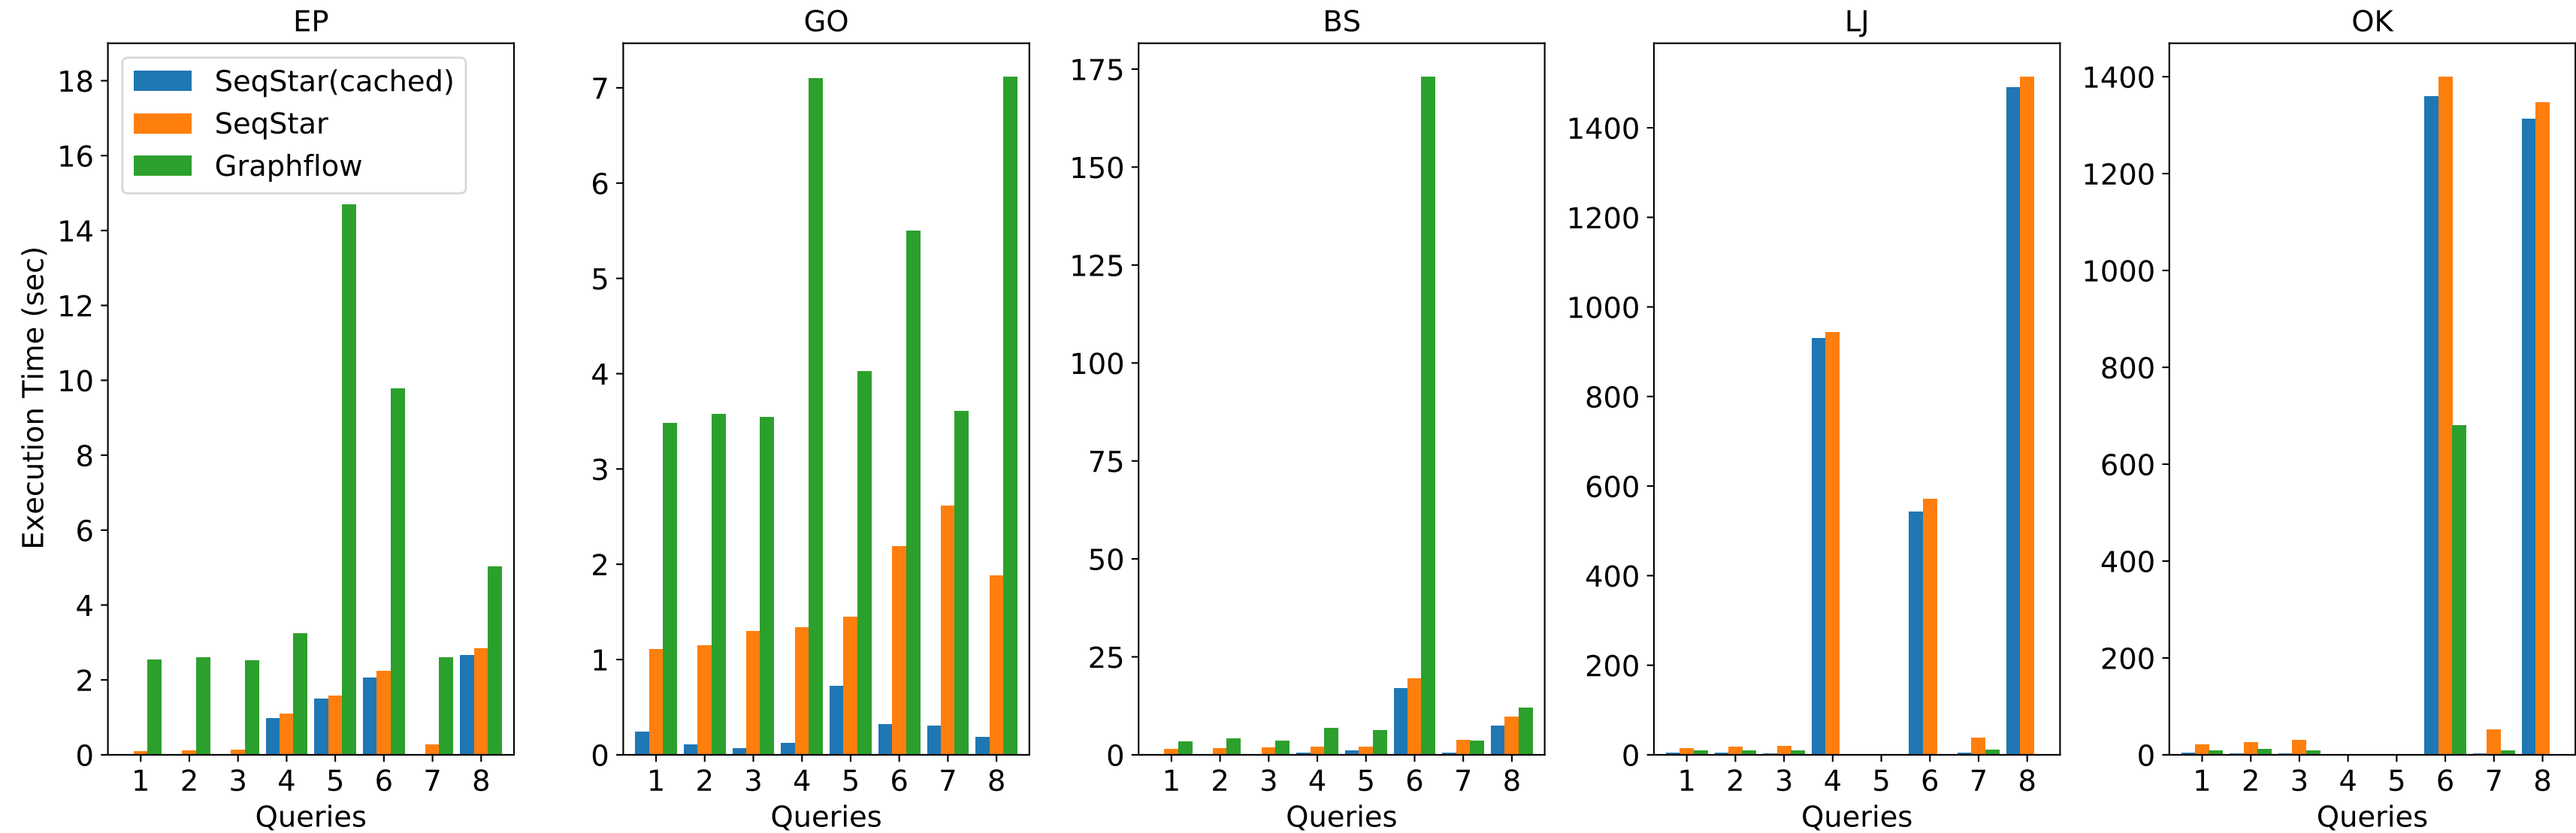 EP
GO
BS
LJ
OK
SeqStar(cached)
SeqStar
Graphflow
Execution Time (sec)
18
16
14
12
10
8
6
4
2
0
1 2 3 4 5 6 7 8
Queries
7
6
5
4
3
2
1
0
1 2 3 4 5 6 7 8
Queries
175
150
125
100
75
50
25
0
1 2 3 4 5 6 7 8
Queries
1400
1200
1000
800
600
400
200
0
1 2 3 4 5 6 7 8
Queries
1400
1200
1000
800
600
400
200
0
1 2 3 4 5 6 7 8
Queries